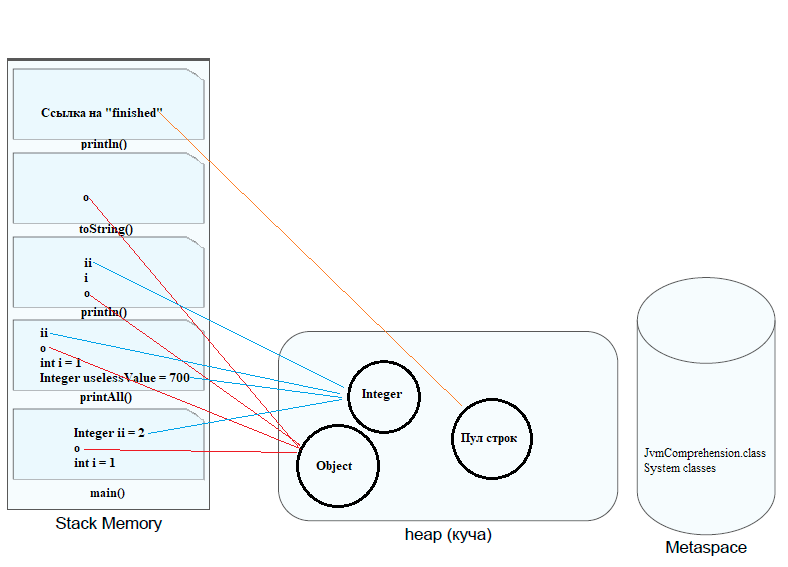 Ссылка на "finished"
println()
o
toString()
ii
i
o
println()
ii
o
int i = 1
Integer uselessValue = 700
printAll()
Integer ii = 2
o
int i = 1
main()
Stack Memory
Integer
Object
Пул строк
heap (куча)
JvmComprehension.class
System classes
Metaspace